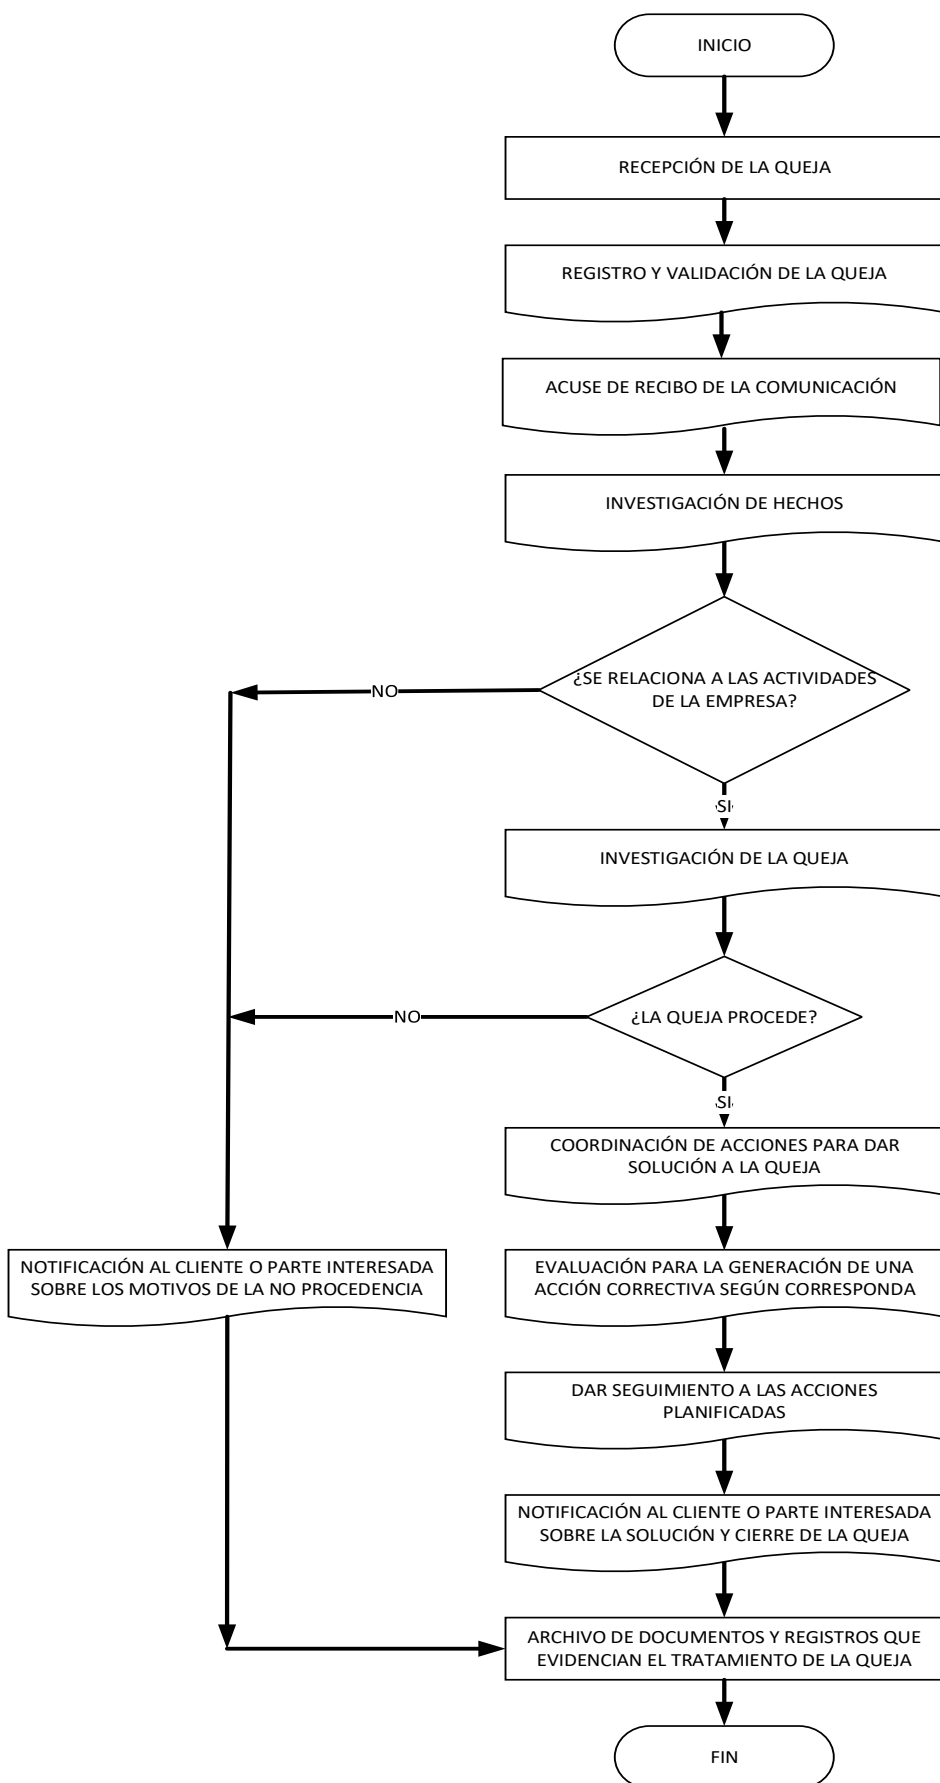 INICIO
RECEPCIÓN DE LA QUEJA
REGISTRO Y VALIDACIÓN DE LA QUEJA
ACUSE DE RECIBO DE LA COMUNICACIÓN
INVESTIGACIÓN DE HECHOS
¿SE RELACIONA A LAS ACTIVIDADES
DE LA EMPRESA?
NO
SI
INVESTIGACIÓN DE LA QUEJA
¿LA QUEJA PROCEDE?
NO
SI
COORDINACIÓN DE ACCIONES PARA DAR
SOLUCIÓN A LA QUEJA
NOTIFICACIÓN AL CLIENTE O PARTE INTERESADA
SOBRE LOS MOTIVOS DE LA NO PROCEDENCIA
EVALUACIÓN PARA LA GENERACIÓN DE UNA
ACCIÓN CORRECTIVA SEGÚN CORRESPONDA
DAR SEGUIMIENTO A LAS ACCIONES
PLANIFICADAS
NOTIFICACIÓN AL CLIENTE O PARTE INTERESADA
SOBRE LA SOLUCIÓN Y CIERRE DE LA QUEJA
ARCHIVO DE DOCUMENTOS Y REGISTROS QUE
EVIDENCIAN EL TRATAMIENTO DE LA QUEJA
FIN